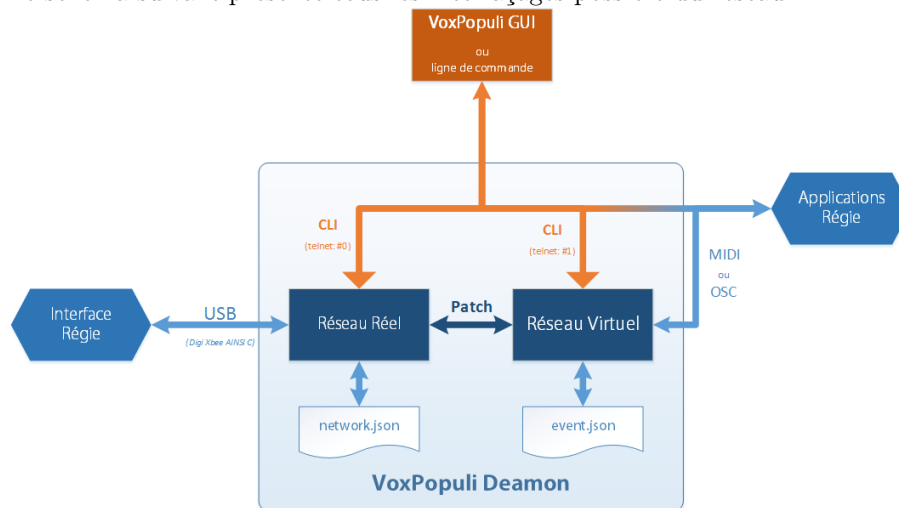 VoxPopuli GUI
ou
ligne de commande
Applications
Régie
CLI
(telnet: #0)
CLI
(telnet: #1)
MIDI
ou
OSC
Interface
Régie
USB
(Digi Xbee AINSI C)
Réseau Réel
Patch
Réseau Virtuel
network.json
event.json
VoxPopuli Deamon